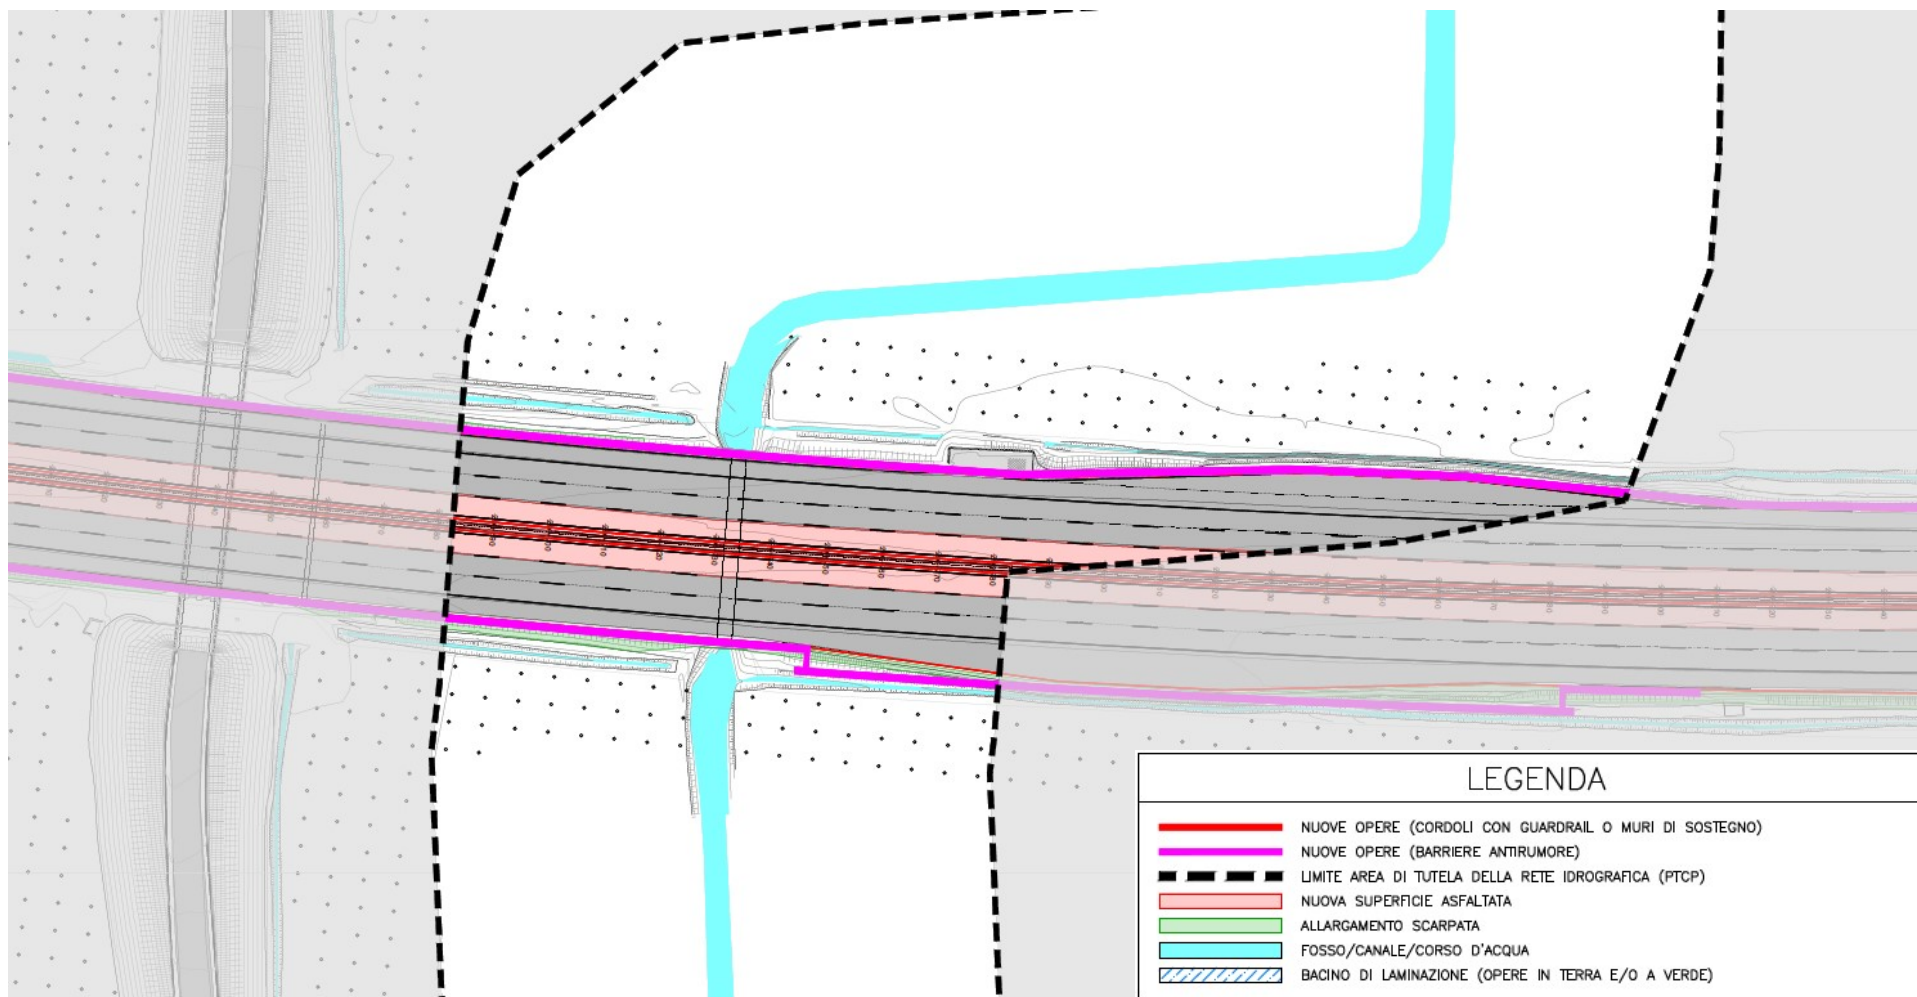 LEGENDA
NUOVE OPERE (CORDOLI CON GUARDRAIL O MURI DI SOSTEGNO)
NUOVE OPERE (BARRIERE ANTIRUMORE)
LIMITE AREA DI TUTELA DELLA RETE IDROGRAFICA (PTCP)
NUOVA SUPERFICIE ASFALTATA
ALLARGAMENTO SCARPATA
FOSSO/CANALE/CORSO D'ACQUA
BACINO DI LAMINAZIONE (OPERE IN TERRA E/O A VERDE)